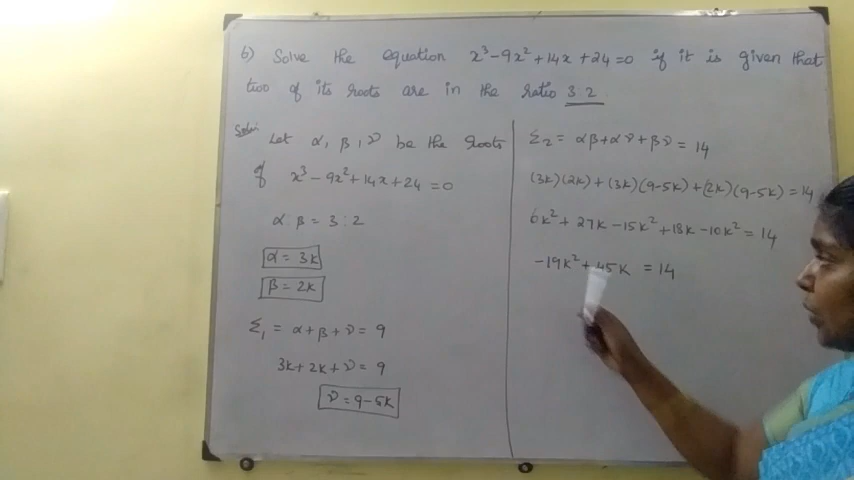 6) Solve the equation x³-9x²+14x+24=0 if it is given that
two of its roots are in the ratio 3:2.
Soln: Let α, β, ν be the roots
of x³-9x²+14x+24=0
α : β = 3 : 2
α = 3k
β = 2k
Σ₁ = α+β+ν = 9
3k+2k+ν = 9
ν = 9-5k
Σ₂ = αβ+αν+βν = 14
(3k)(2k)+(3k)(9-5k)+(2k)(9-5k)=14
6k²+27k-15k²+18k-10k²=14
-19k²+45k = 14